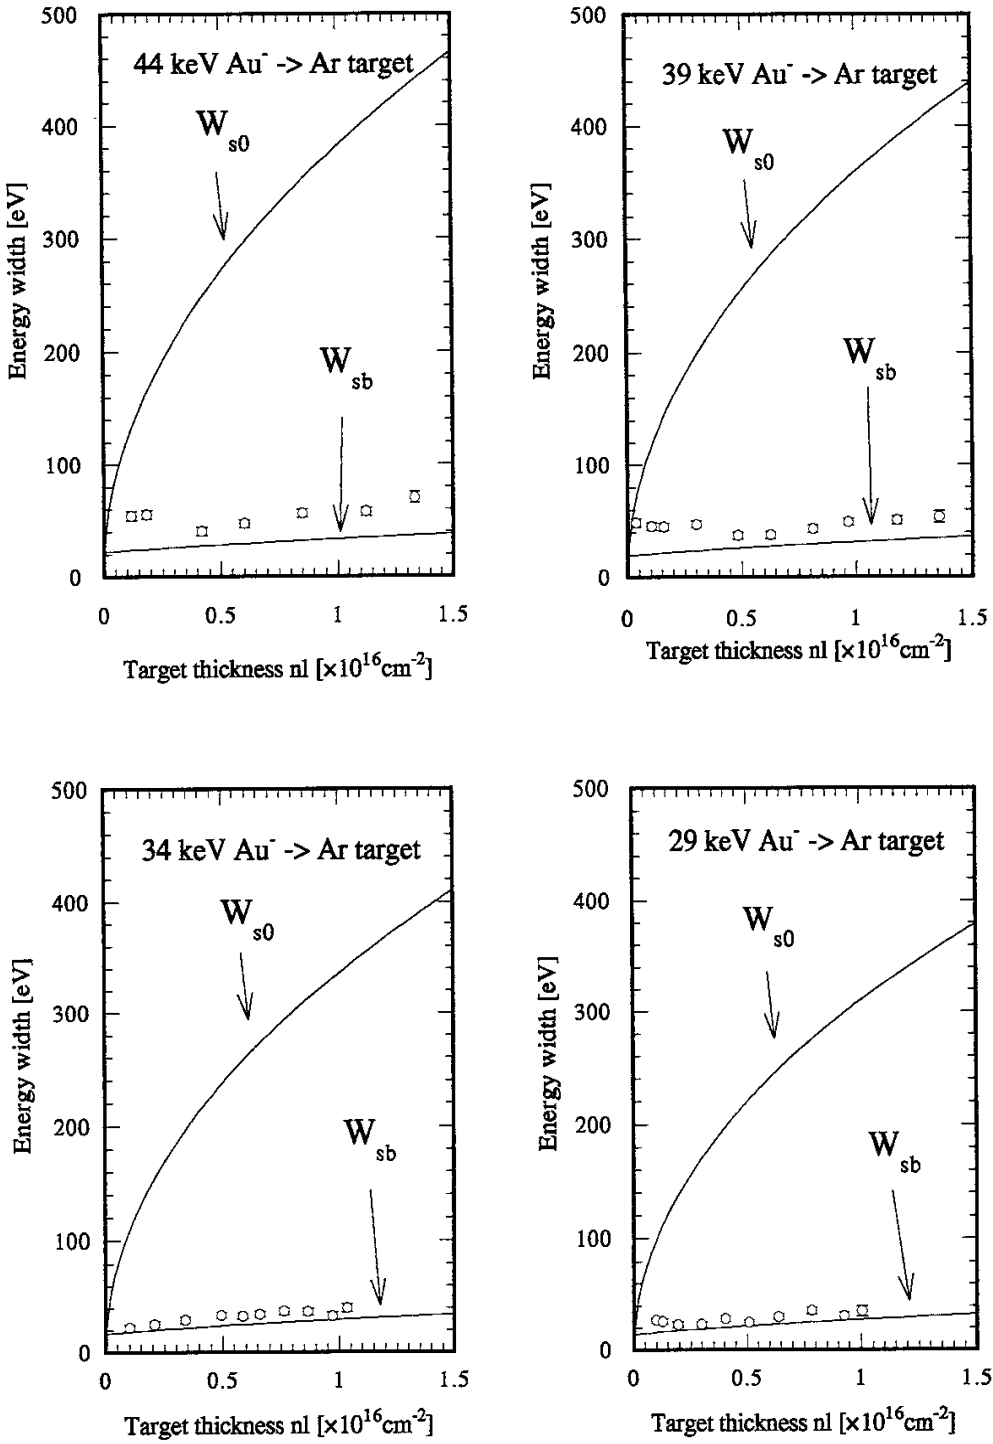 500
400
300
200
100
0
Energy width [eV]
44 keV Au⁻ -> Ar target
W_s0
W_sb
0 0.5 1 1.5
Target thickness nl [×10¹⁶cm⁻²]
500
400
300
200
100
0
Energy width [eV]
39 keV Au⁻ -> Ar target
W_s0
W_sb
0 0.5 1 1.5
Target thickness nl [×10¹⁶cm⁻²]
500
400
300
200
100
0
Energy width [eV]
34 keV Au⁻ -> Ar target
W_s0
W_sb
0 0.5 1 1.5
Target thickness nl [×10¹⁶cm⁻²]
500
400
300
200
100
0
Energy width [eV]
29 keV Au⁻ -> Ar target
W_s0
W_sb
0 0.5 1 1.5
Target thickness nl [×10¹⁶cm⁻²]